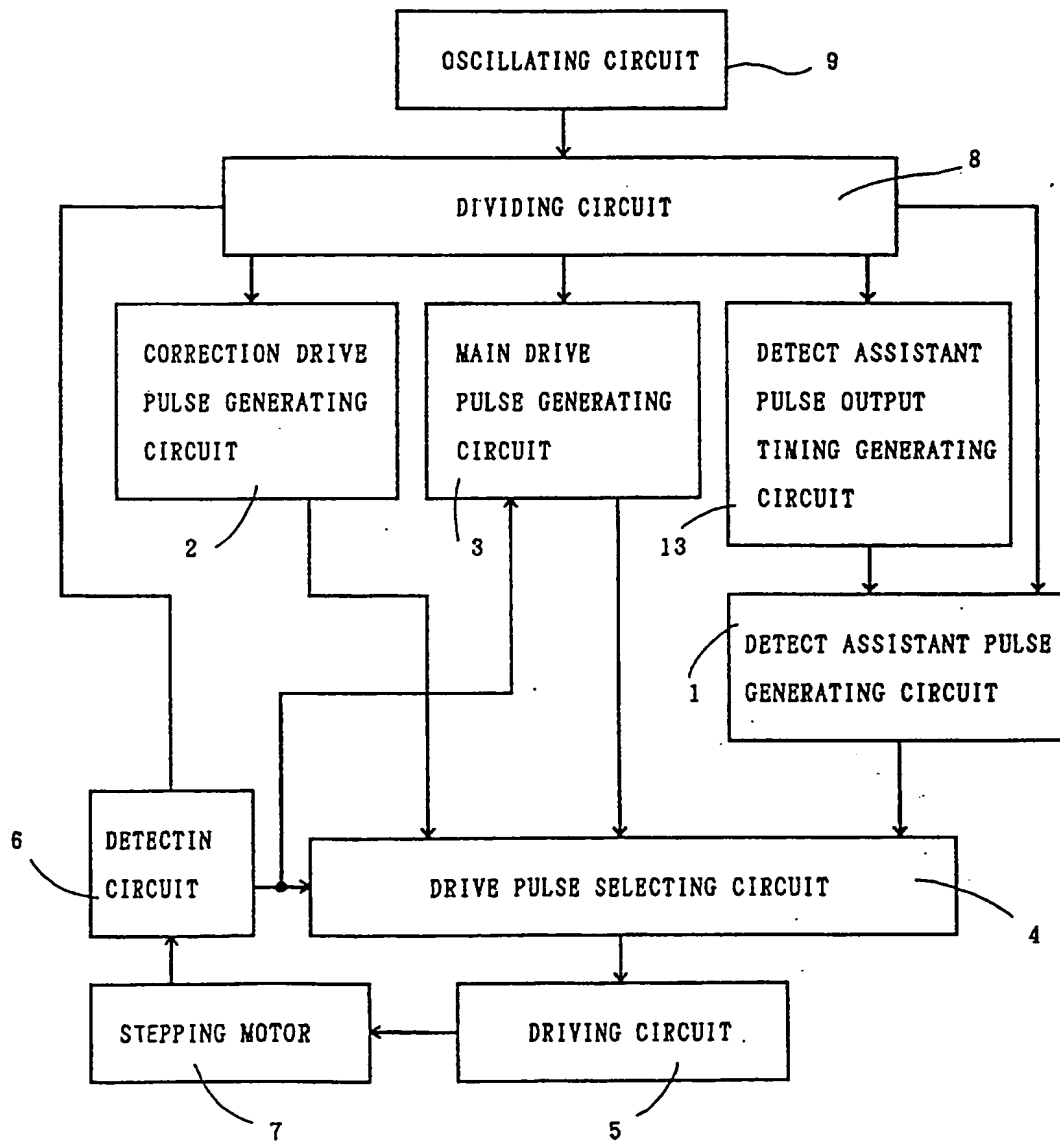 OSCILLATING CIRCUIT
9
8
DIVIDING CIRCUIT
CORRECTION DRIVE
PULSE GENERATING
CIRCUIT
MAIN DRIVE
PULSE GENERATING
CIRCUIT
DETECT ASSISTANT
PULSE OUTPUT
TIMING GENERATING
CIRCUIT
2
3
13
DETECT ASSISTANT PULSE
GENERATING CIRCUIT
1
6
DETECTIN
CIRCUIT
DRIVE PULSE SELECTING CIRCUIT
4
STEPPING MOTOR
DRIVING CIRCUIT
7
5